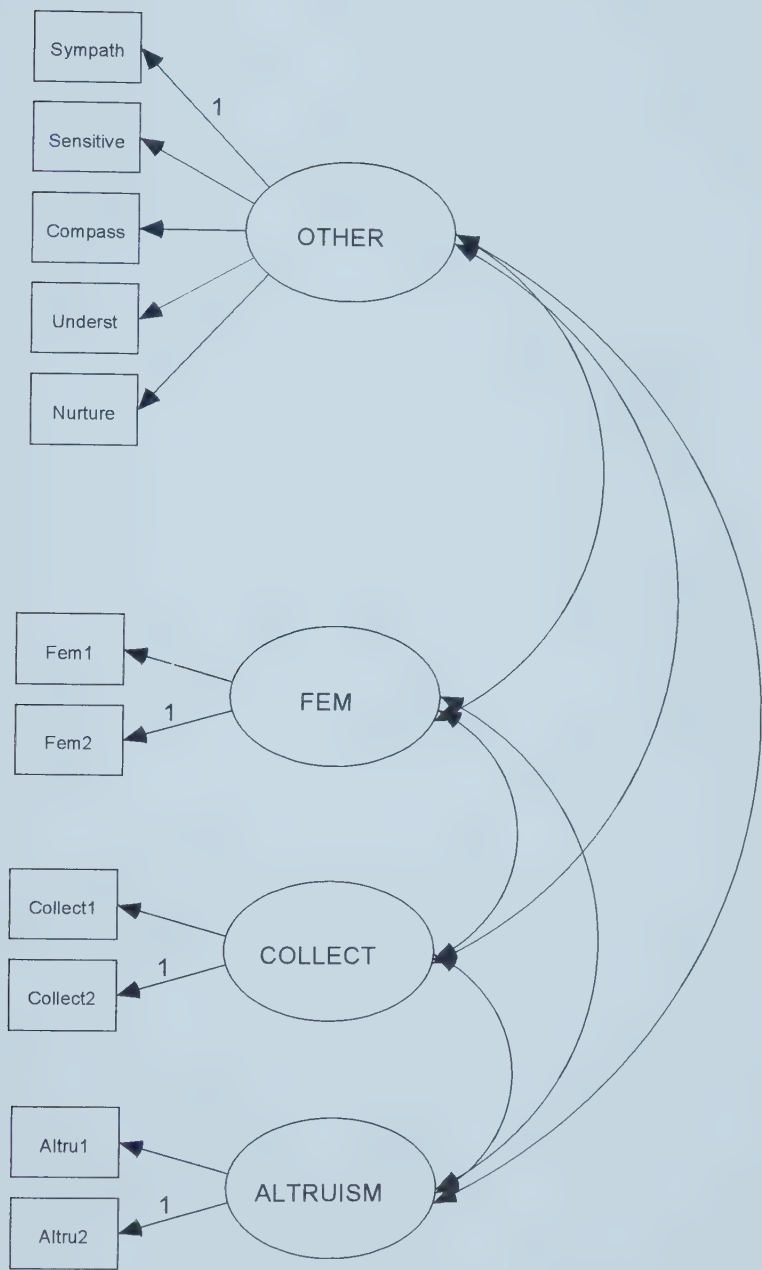 Sympath
1
Sensitive
Compass
OTHER
Underst
Nurture
Fem1
FEM
1
Fem2
Collect1
COLLECT
1
Collect2
Altru1
ALTRUISM
1
Altru2